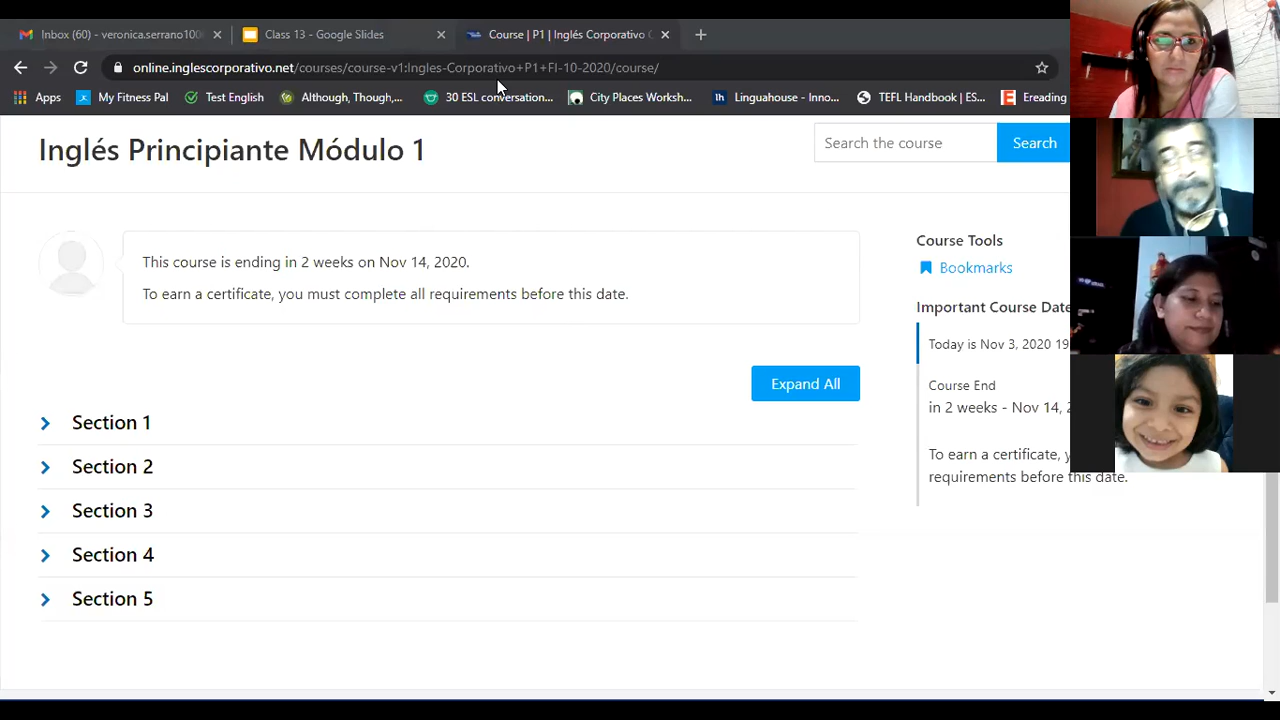 Inbox (60) - veronica.serrano100
Class 13 - Google Slides
Course | P1 | Inglés Corporativo
online.inglescorporativo.net/courses/course-v1:Ingles-Corporativo+P1+FI-10-2020/course/
Apps
My Fitness Pal
Test English
Although, Though,...
30 ESL conversation...
City Places Worksh...
Linguahouse - Inno...
TEFL Handbook | ES...
Ereading
Inglés Principiante Módulo 1
Search the course
Search
This course is ending in 2 weeks on Nov 14, 2020.
To earn a certificate, you must complete all requirements before this date.
Expand All
Section 1
Section 2
Section 3
Section 4
Section 5
Course Tools
Bookmarks
Important Course Date
Today is Nov 3, 2020 19
Course End
in 2 weeks - Nov 14, 2
To earn a certificate, y
requirements before this date.